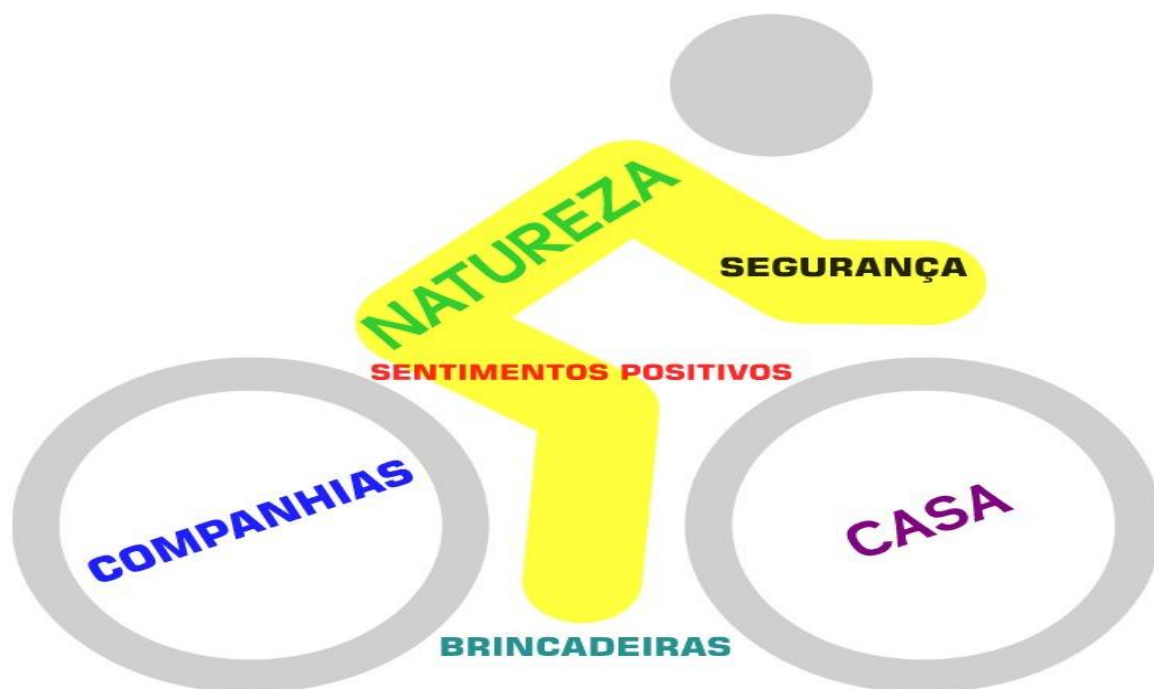 NATUREZA
SEGURANÇA
SENTIMENTOS POSITIVOS
COMPANHIAS
CASA
BRINCADEIRAS